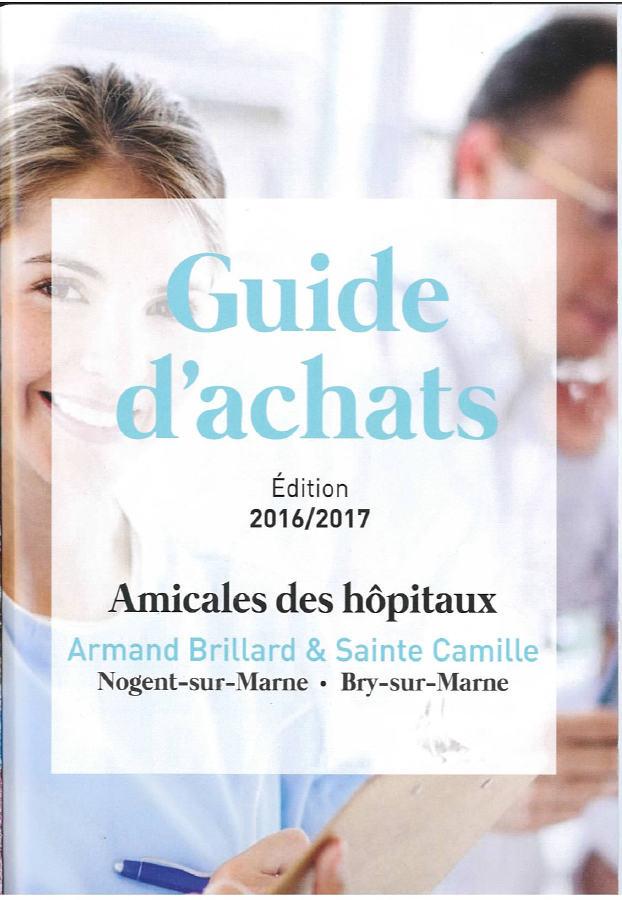 Guide
d'achats
Édition
2016/2017
Amicales des hôpitaux
Armand Brillard & Sainte Camille
Nogent-sur-Marne • Bry-sur-Marne